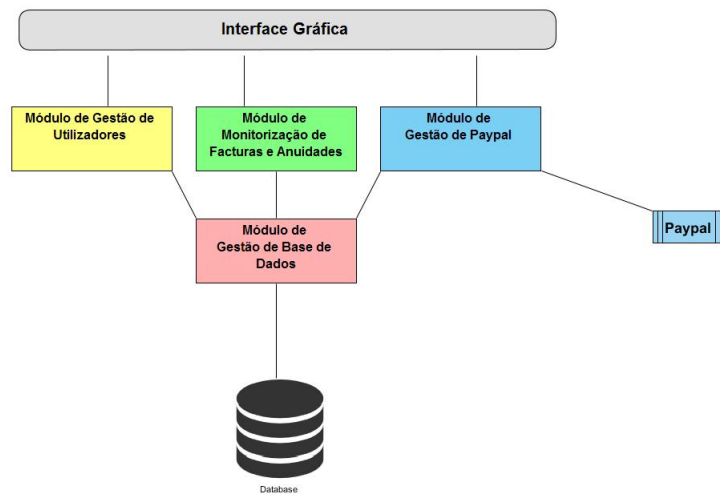 Interface Gráfica
Módulo de Gestão de
Utilizadores
Módulo de
Monitorização de
Facturas e Anuidades
Módulo de
Gestão de Paypal
Paypal
Módulo de
Gestão de Base de
Dados
Database